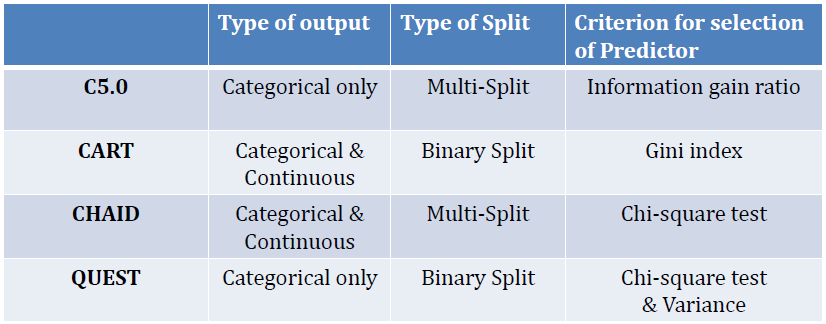 Type of output
Type of Split
Criterion for selection
of Predictor
C5.0
Categorical only
Multi-Split
Information gain ratio
CART
Categorical &
Continuous
Binary Split
Gini index
CHAID
Categorical &
Continuous
Multi-Split
Chi-square test
QUEST
Categorical only
Binary Split
Chi-square test
& Variance